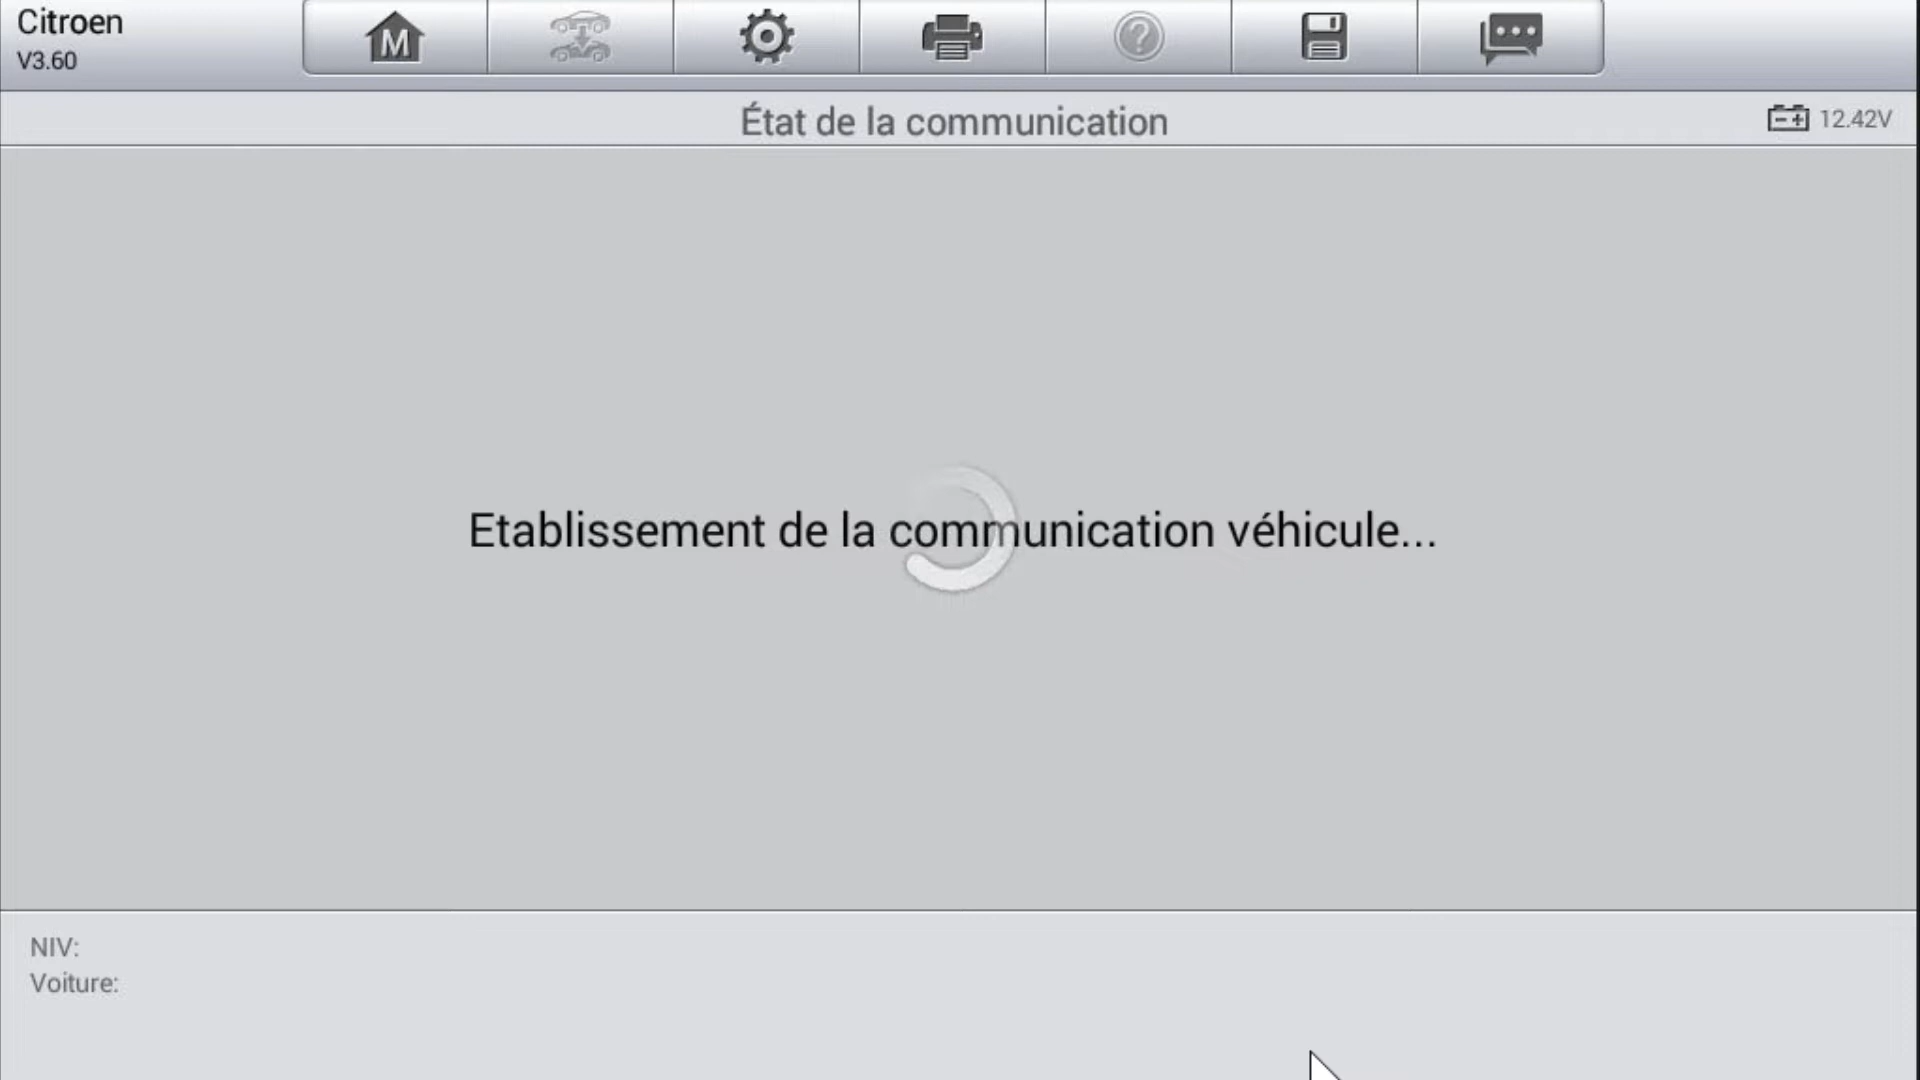 Citroen
V3.60
M
État de la communication
12.42V
Etablissement de la communication véhicule...
NIV:
Voiture: